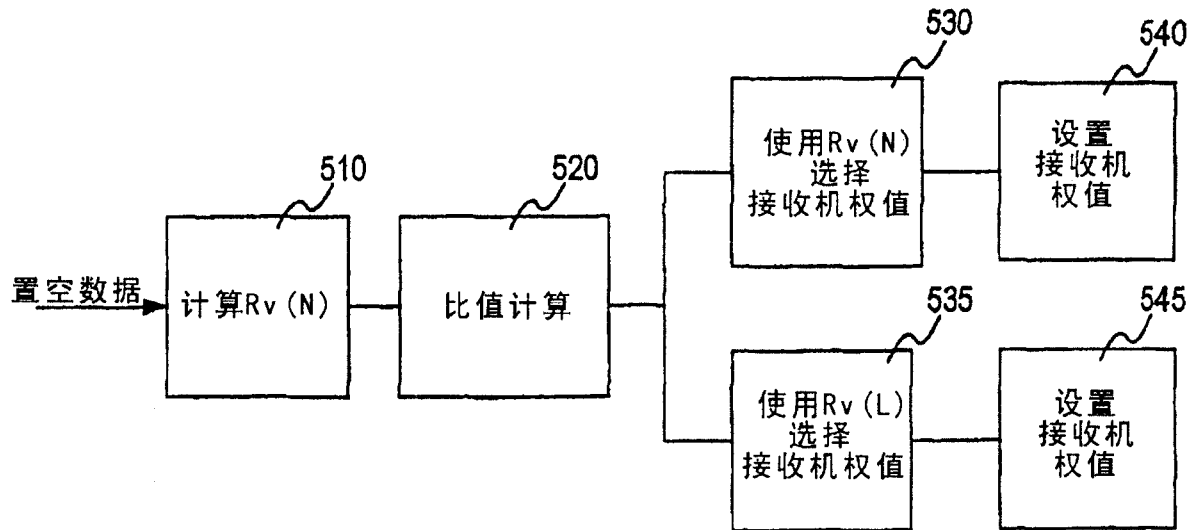 530
540
使用Rv(N)
选择
接收机权值
设置
接收机
权值
510
520
置空数据
计算Rv(N)
比值计算
535
545
使用Rv(L)
选择
接收机权值
设置
接收机
权值